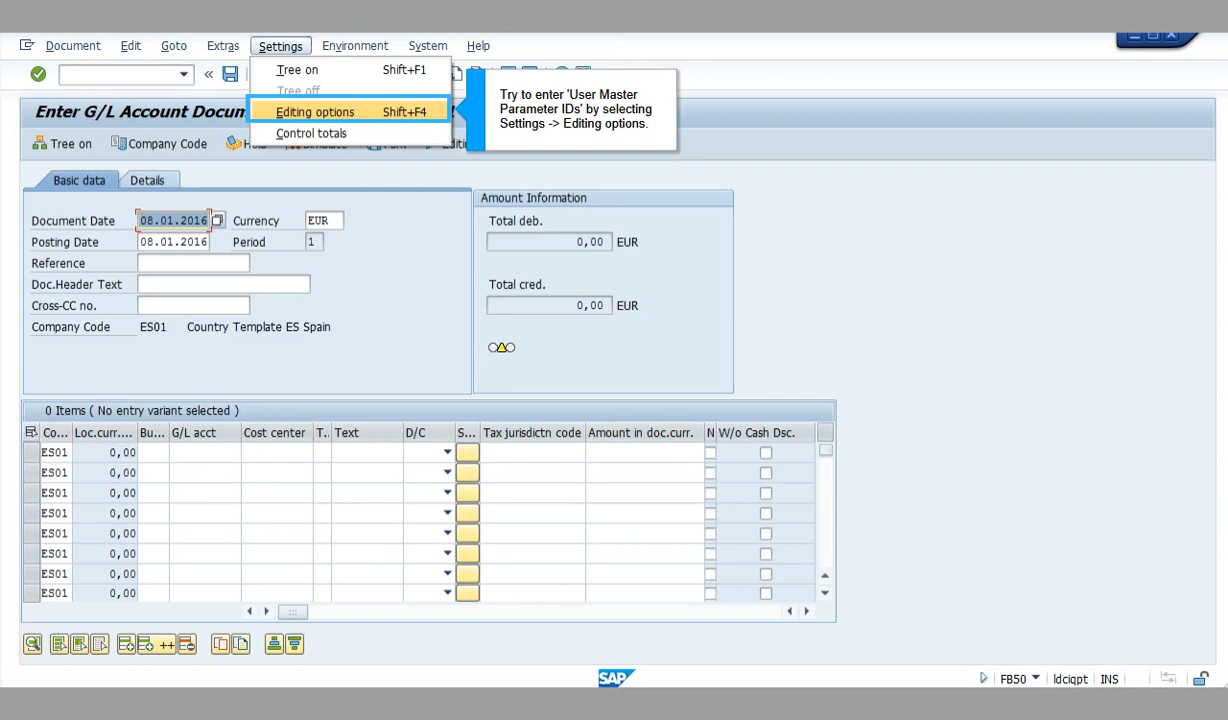 Document Edit Goto Extras Settings Environment System Help
Tree on Shift+F1
Tree off
Editing options Shift+F4
Control totals
Try to enter 'User Master
Parameter IDs' by selecting
Settings -> Editing options.
Enter G/L Account
Tree on Company Code
Basic data Details
Document Date 08.01.2016 Currency EUR
Posting Date 08.01.2016 Period 1
Reference
Doc.Header Text
Cross-CC no.
Company Code ES01 Country Template ES Spain
Amount Information
Total deb.
0,00 EUR
Total cred.
0,00 EUR
0 Items ( No entry variant selected )
Co... Loc.curr.... Bu... G/L acct Cost center T.. Text D/C S... Tax jurisdictn code Amount in doc.curr. N W/o Cash Dsc.
ES01 0,00
ES01 0,00
ES01 0,00
ES01 0,00
ES01 0,00
ES01 0,00
ES01 0,00
ES01 0,00
SAP
FB50 ldciqpt INS